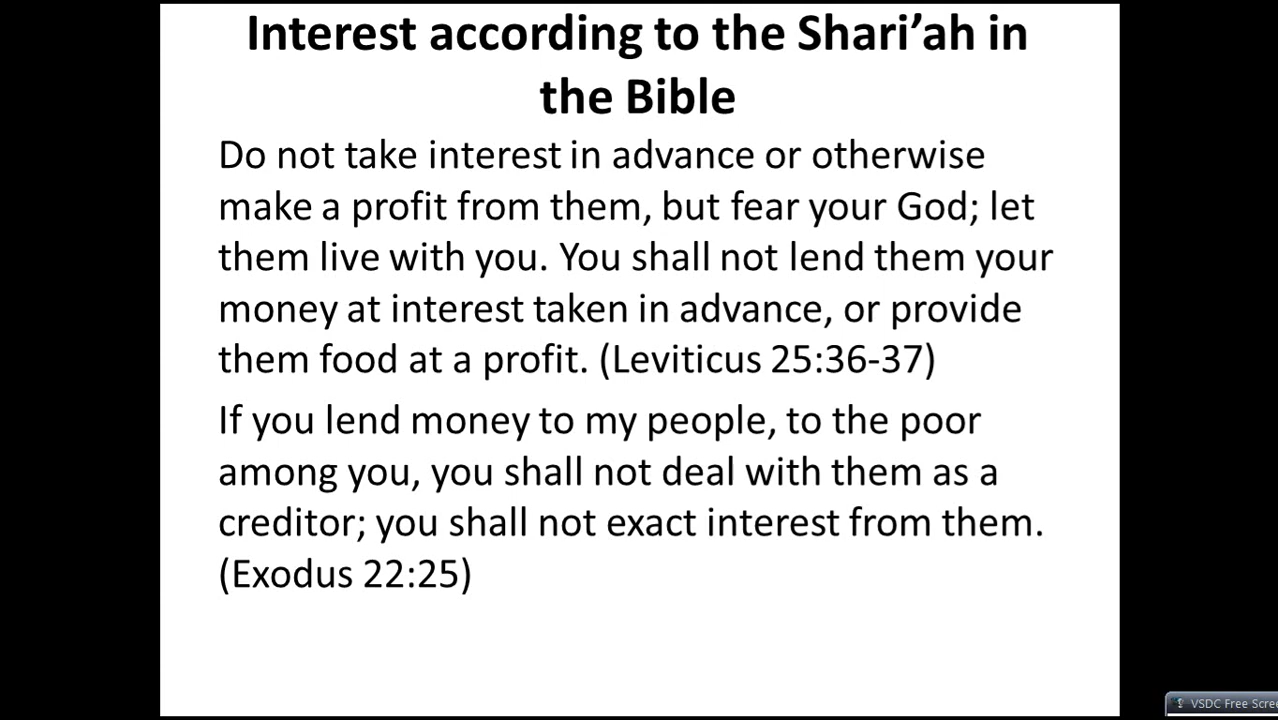 Interest according to the Shari’ah in
the Bible
Do not take interest in advance or otherwise
make a profit from them, but fear your God; let
them live with you. You shall not lend them your
money at interest taken in advance, or provide
them food at a profit. (Leviticus 25:36-37)
If you lend money to my people, to the poor
among you, you shall not deal with them as a
creditor; you shall not exact interest from them.
(Exodus 22:25)
VSDC Free Scree